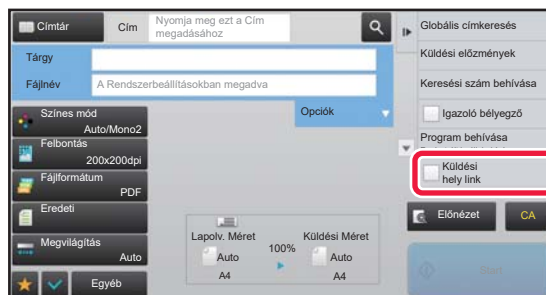 Címtár
Cím
Nyomja meg ezt a Cím
megadásához
Tárgy
Fájlnév
A Rendszerbeállításokban megadva
Opciók
Színes mód
Auto/Mono2
Felbontás
200x200dpi
Fájlformátum
PDF
Eredeti
Megvilágítás
Auto
Egyéb
Lapolv. Méret
Auto
A4
100%
Küldési Méret
Auto
A4
Globális címkeresés
Küldési előzmények
Keresési szám behívása
Igazoló bélyegző
Program behívása
Küldési
hely link
Előnézet
CA
Start